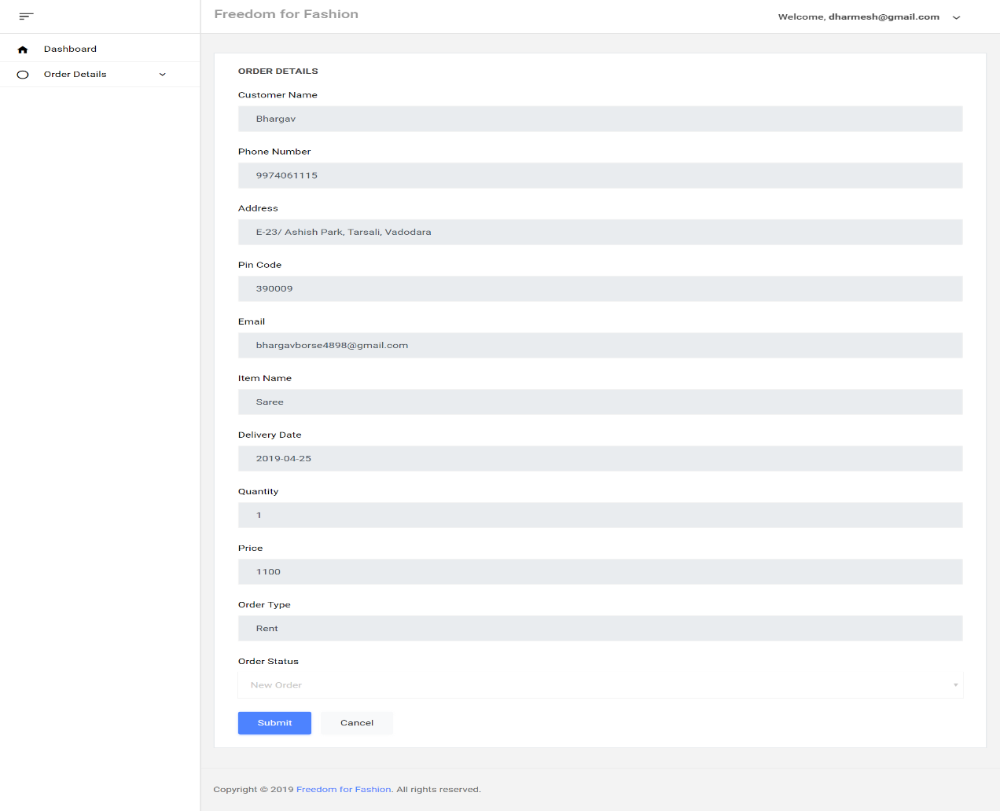 Freedom for Fashion
Welcome, dharmesh@gmail.com
Dashboard
Order Details
ORDER DETAILS
Customer Name
Bhargav
Phone Number
9974061115
Address
E-23/ Ashish Park, Tarsali, Vadodara
Pin Code
390009
Email
bhargavborse4898@gmail.com
Item Name
Saree
Delivery Date
2019-04-25
Quantity
1
Price
1100
Order Type
Rent
Order Status
New Order
Submit Cancel
Copyright © 2019 Freedom for Fashion. All rights reserved.